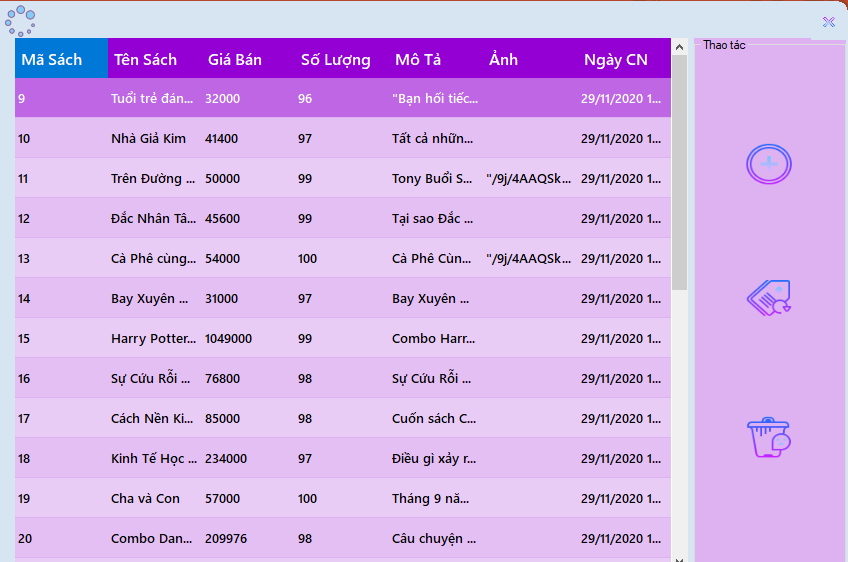 Thao tác
Mã Sách Tên Sách Giá Bán Số Lượng Mô Tả Ảnh Ngày CN
9 Tuổi trẻ đán... 32000 96 "Bạn hối tiếc... 29/11/2020 1...
10 Nhà Giả Kim 41400 97 Tất cả nhữn... 29/11/2020 1...
11 Trên Đường ... 50000 99 Tony Buổi S... "/9j/4AAQSk... 29/11/2020 1...
12 Đắc Nhân Tâ... 45600 99 Tại sao Đắc ... 29/11/2020 1...
13 Cà Phê cùng... 54000 100 Cà Phê Cùn... "/9j/4AAQSk... 29/11/2020 1...
14 Bay Xuyên ... 31000 97 Bay Xuyên ... 29/11/2020 1...
15 Harry Potter... 1049000 99 Combo Harr... 29/11/2020 1...
16 Sự Cứu Rỗi ... 76800 98 Sự Cứu Rỗi ... 29/11/2020 1...
17 Cách Nền Ki... 85000 98 Cuốn sách C... 29/11/2020 1...
18 Kinh Tế Học ... 234000 97 Điều gì xảy r... 29/11/2020 1...
19 Cha và Con 57000 100 Tháng 9 nă... 29/11/2020 1...
20 Combo Dan... 209976 98 Câu chuyện ... 29/11/2020 1...